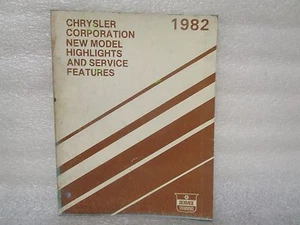 CHRYSLER
CORPORATION
NEW MODEL
HIGHLIGHTS
AND SERVICE
FEATURES
1982